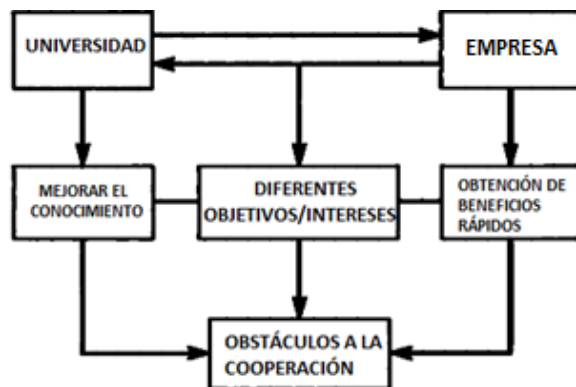 UNIVERSIDAD
EMPRESA
MEJORAR EL
CONOCIMIENTO
DIFERENTES
OBJETIVOS/INTERESES
OBTENCIÓN DE
BENEFICIOS
RÁPIDOS
OBSTÁCULOS A LA
COOPERACIÓN